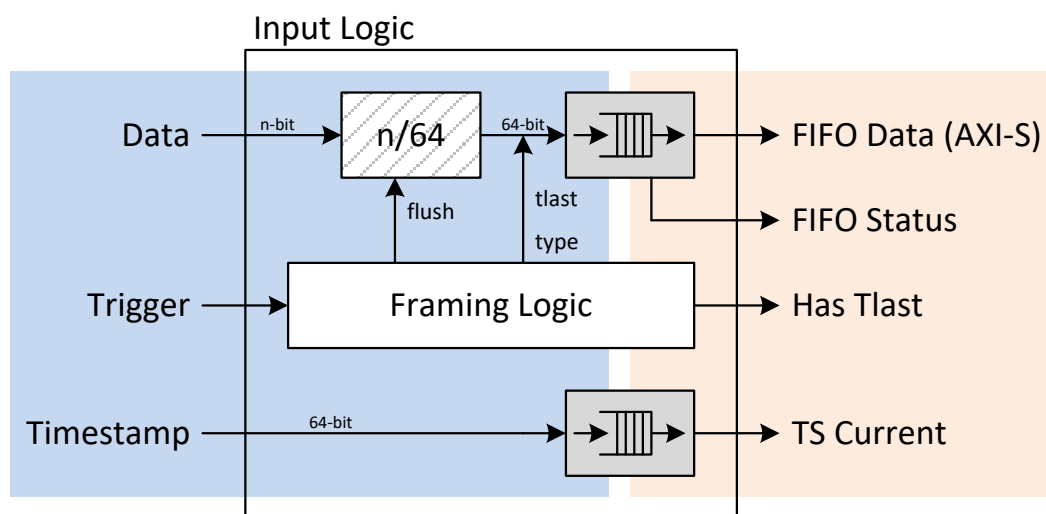 Input Logic
Data
n-bit
n/64
64-bit
FIFO Data (AXI-S)
flush
tlast
type
FIFO Status
Trigger
Framing Logic
Has Tlast
Timestamp
64-bit
TS Current